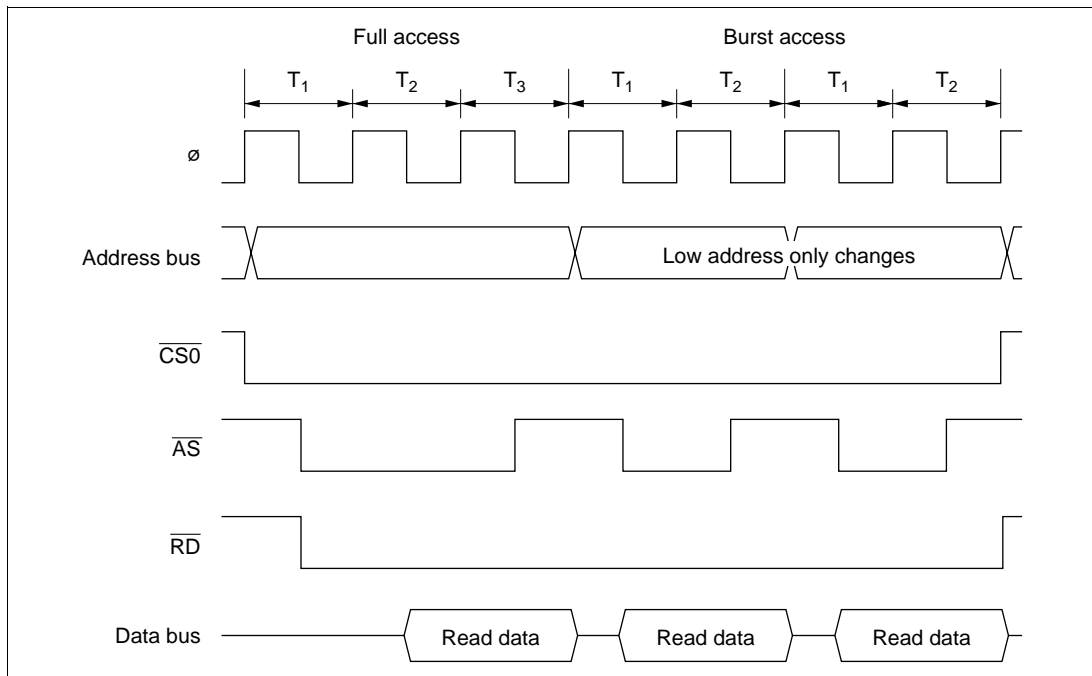 Full access Burst access
T1 T2 T3 T1 T2 T1 T2
ø
Address bus Low address only changes
CS0
AS
RD
Data bus Read data Read data Read data